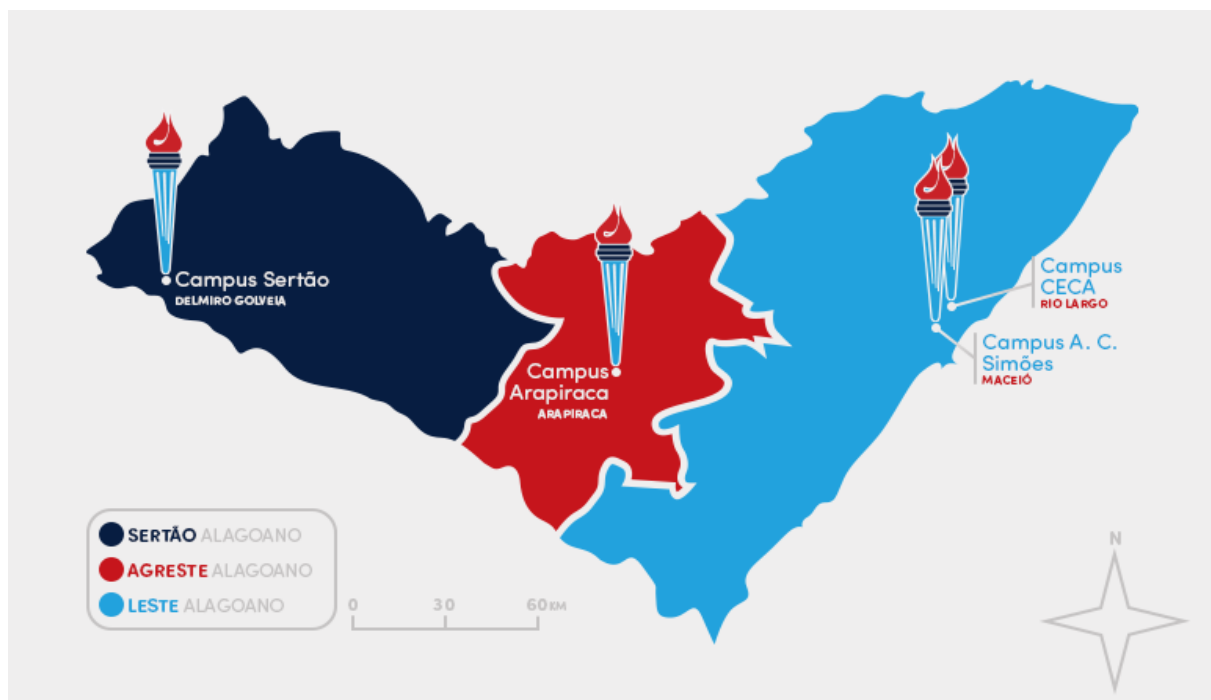 Campus Sertão
DELMIRO GOLVEIA
Campus
Arapiraca
ARAPIRACA
Campus
CECA
RIO LARGO
Campus A. C.
Simões
MACEIÓ
SERTÃO ALAGOANO
AGRESTE ALAGOANO
LESTE ALAGOANO
0 30 60 KM
N